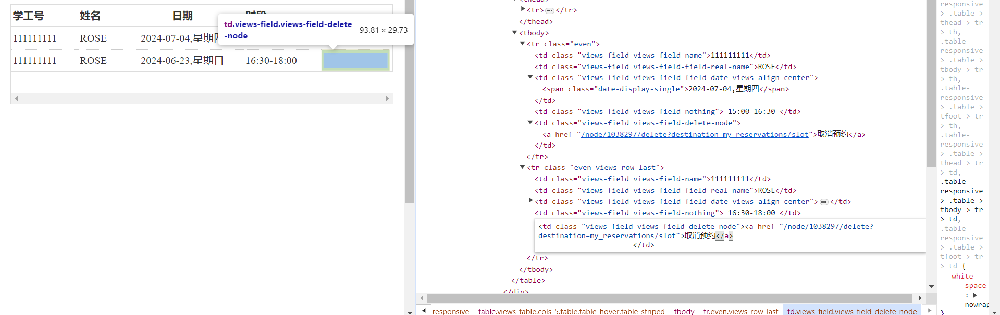 学工号 姓名 日期
td.views-field.views-field-delete
-node 93.81 × 29.73
111111111 ROSE 2024-07-04,星期四
111111111 ROSE 2024-06-23,星期日 16:30-18:00
<tr>…</tr>
</thead>
<tbody>
<tr class="even">
<td class="views-field views-field-name">111111111</td>
<td class="views-field views-field-field-real-name">ROSE</td>
<td class="views-field views-field-field-date views-align-center">
<span class="date-display-single">2024-07-04,星期四</span>
</td>
<td class="views-field views-field-nothing"> 15:00-16:30 </td>
<td class="views-field views-field-delete-node">
<a href="/node/1038297/delete?destination=my_reservations/slot">取消预约</a>
</td>
</tr>
<tr class="even views-row-last">
<td class="views-field views-field-name">111111111</td>
<td class="views-field views-field-field-real-name">ROSE</td>
<td class="views-field views-field-field-date views-align-center">…</td>
<td class="views-field views-field-nothing"> 16:30-18:00 </td>
<td class="views-field views-field-delete-node"><a href="/node/1038297/delete?
destination=my_reservations/slot">取消预约</a>
</td>
</tr>
</tbody>
</table>
</div>
-responsive table.views-table.cols-5.table.table-hover.table-striped tbody tr.even.views-row-last td.views-field.views-field-delete-node
responsive
> .table >
thead > tr
> th,
.table-
responsive
> .table >
tbody > tr
> th,
.table-
responsive
> .table >
tfoot > tr
> th,
.table-
responsive
> .table >
thead > tr
> td,
.table-
responsive
> .table >
tbody > tr
> td,
.table-
responsive
> .table >
tfoot > tr
> td {
white-
space
:
nowrap
}